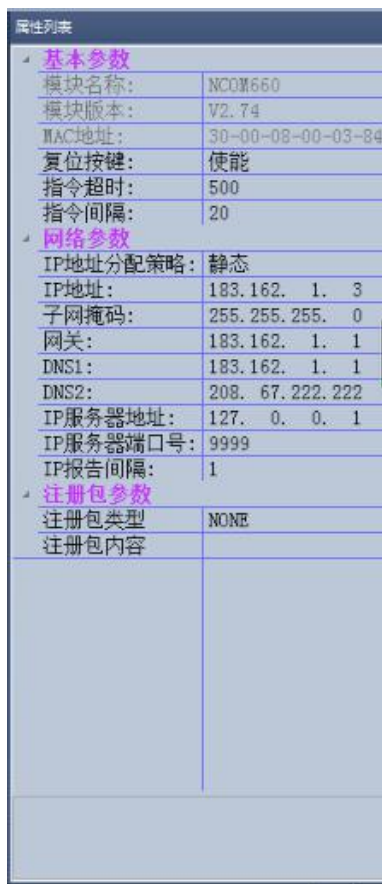 属性列表
基本参数
模块名称: NCOM660
模块版本: V2.74
MAC地址: 30-00-08-00-03-84
复位按键: 使能
指令超时: 500
指令间隔: 20
网络参数
IP地址分配策略: 静态
IP地址: 183.162. 1. 3
子网掩码: 255.255.255. 0
网关: 183.162. 1. 1
DNS1: 183.162. 1. 1
DNS2: 208. 67.222.222
IP服务器地址: 127. 0. 0. 1
IP服务器端口号: 9999
IP报告间隔: 1
注册包参数
注册包类型 NONE
注册包内容